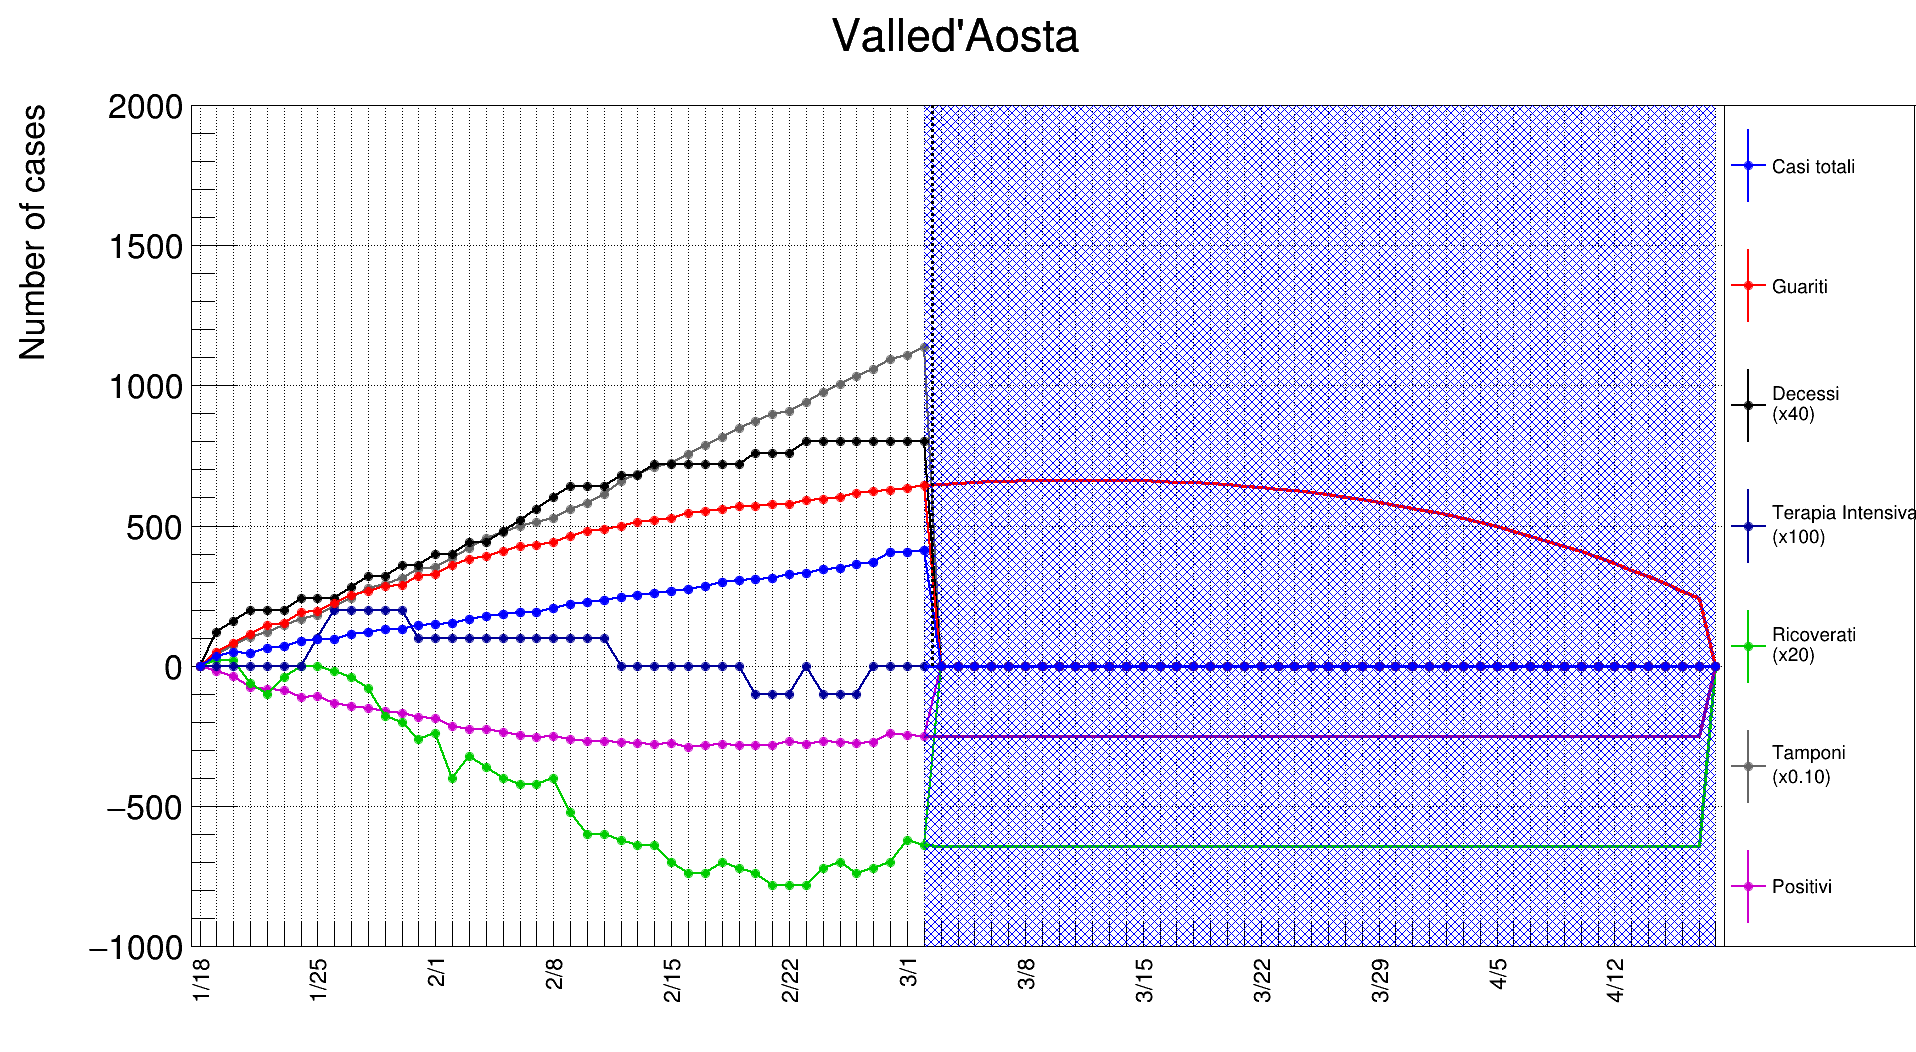 Valled'Aosta
Number of cases
2000
1500
1000
500
0
−500
−1000
1/18
1/25
2/1
2/8
2/15
2/22
3/1
3/8
3/15
3/22
3/29
4/5
4/12
Casi totali
Guariti
Decessi
(x40)
Terapia Intensiva
(x100)
Ricoverati
(x20)
Tamponi
(x0.10)
Positivi